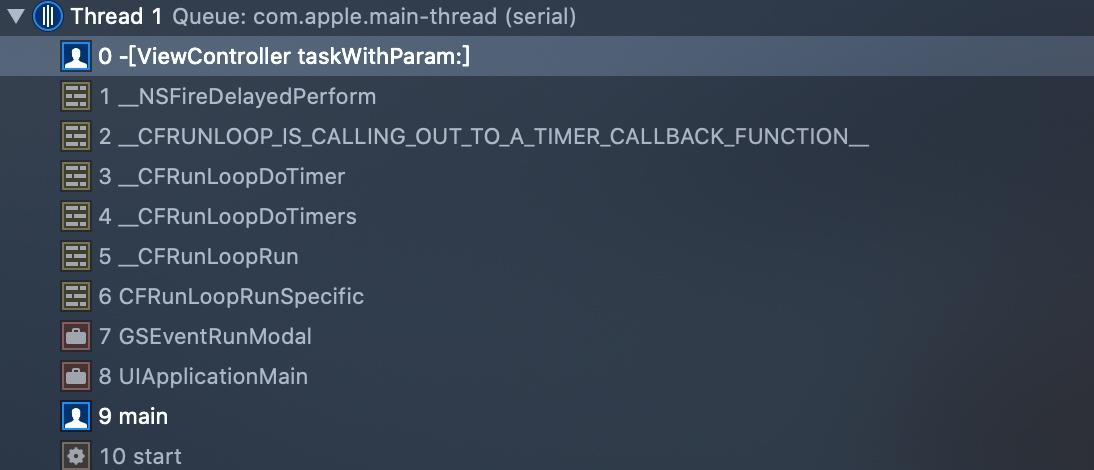 Thread 1 Queue: com.apple.main-thread (serial)
0 -[ViewController taskWithParam:]
1 __NSFireDelayedPerform
2 __CFRUNLOOP_IS_CALLING_OUT_TO_A_TIMER_CALLBACK_FUNCTION__
3 __CFRunLoopDoTimer
4 __CFRunLoopDoTimers
5 __CFRunLoopRun
6 CFRunLoopRunSpecific
7 GSEventRunModal
8 UIApplicationMain
9 main
10 start